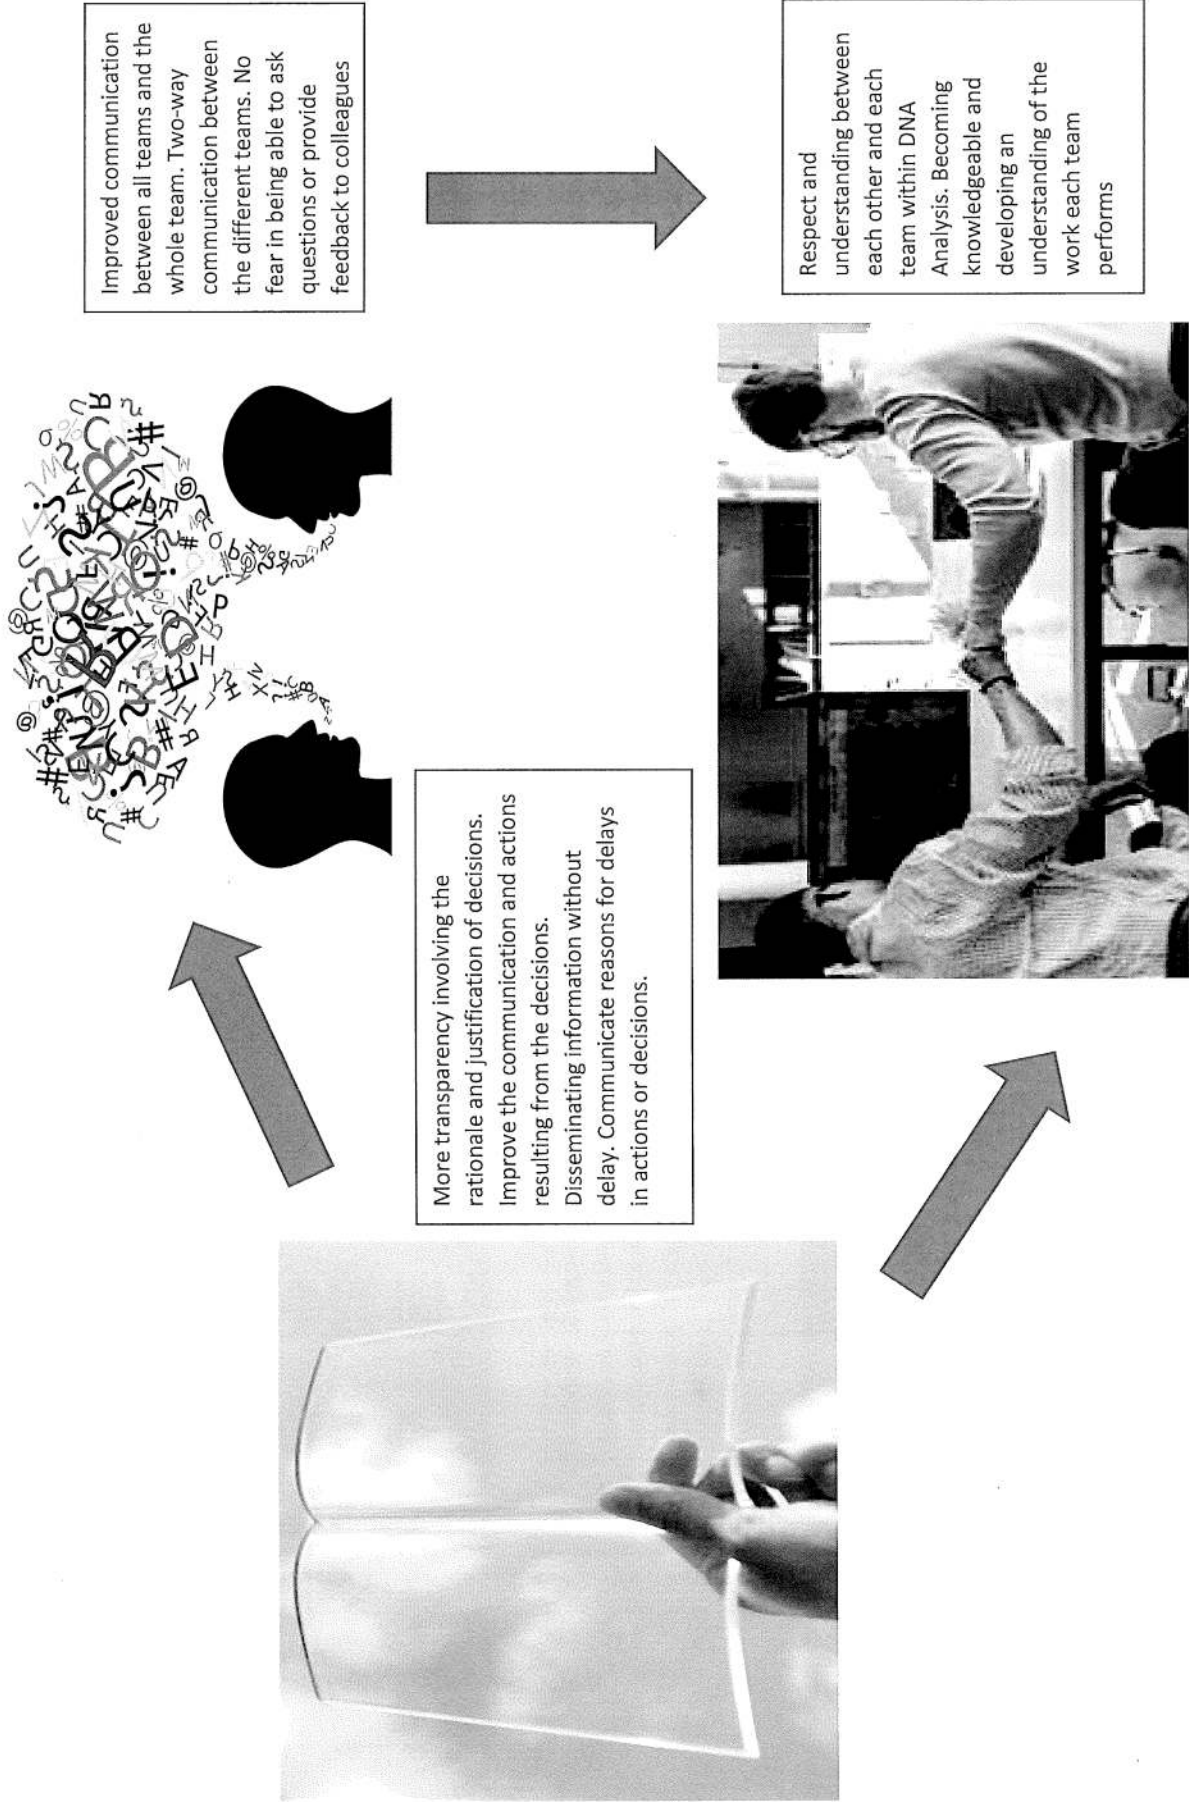 Improved communication
between all teams and the
whole team. Two-way
communication between
the different teams. No
fear in being able to ask
questions or provide
feedback to colleagues
More transparency involving the
rationale and justification of decisions.
Improve the communication and actions
resulting from the decisions.
Disseminating information without
delay. Communicate reasons for delays
in actions or decisions.
Respect and
understanding between
each other and each
team within DNA
Analysis. Becoming
knowledgeable and
developing an
understanding of the
work each team
performs